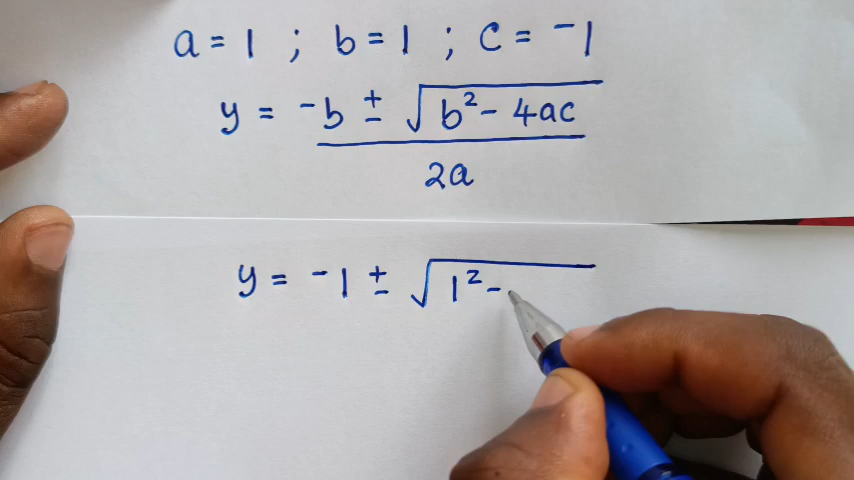 a = 1 ; b = 1 ; c = -1
y = -b ± √(b² - 4ac)
2a
y = -1 ± √(1² -